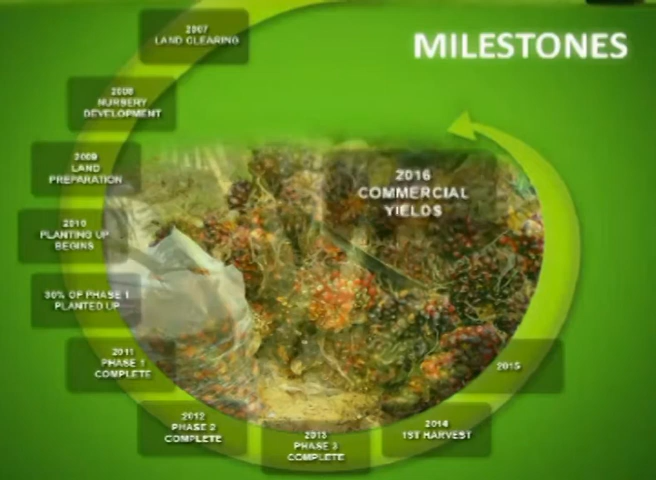 MILESTONES
2007
LAND CLEARING
2008
NURSERY
DEVELOPMENT
2009
LAND
PREPARATION
2010
PLANTING UP
BEGINS
30% OF PHASE 1
PLANTED UP
2011
PHASE 1
COMPLETE
2012
PHASE 2
COMPLETE
2013
PHASE 3
COMPLETE
2014
1ST HARVEST
2015
2016
COMMERCIAL
YIELDS